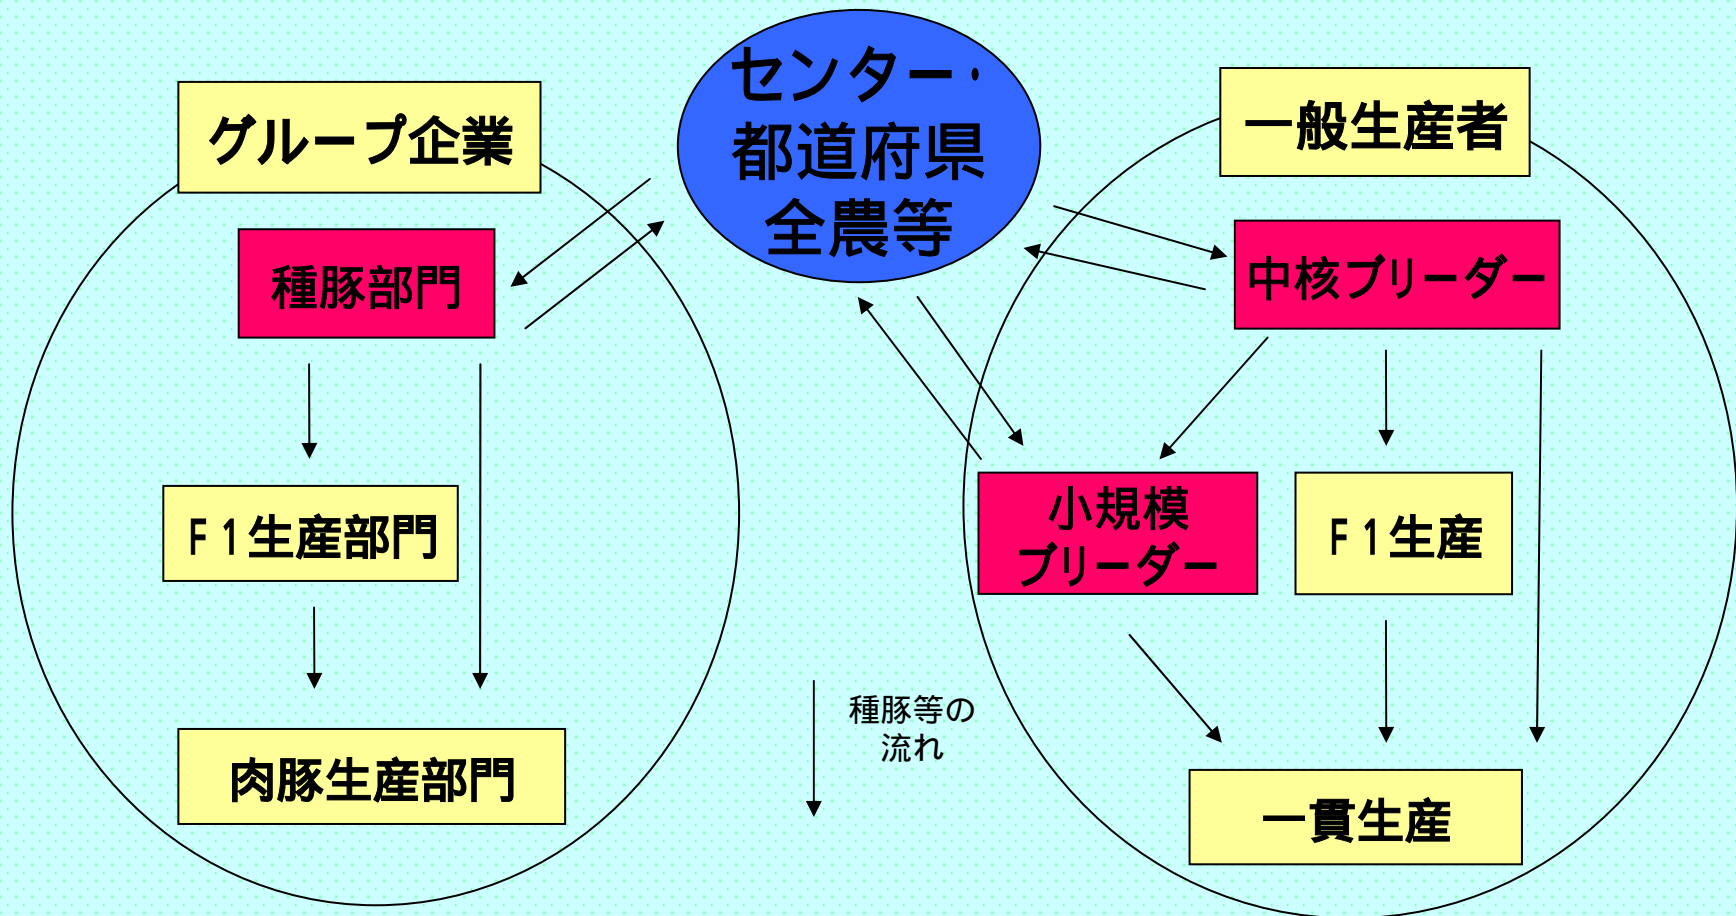 センター・
都道府県
全農等
グループ企業
種豚部門
F1生産部門
肉豚生産部門
種豚等の
流れ
一般生産者
中核ブリーダー
小規模
ブリーダー
F1生産
一貫生産